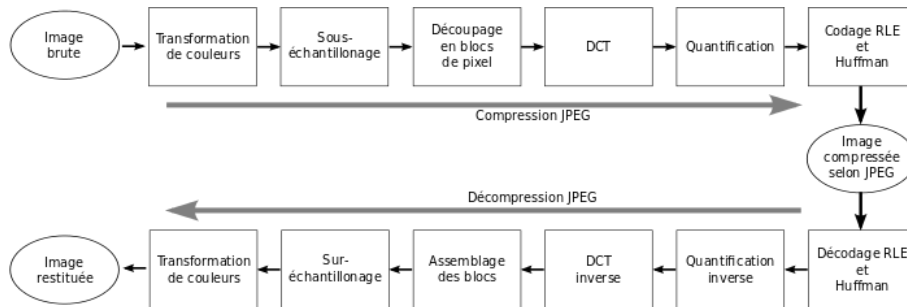 Image
brute
Transformation
de couleurs
Sous-
échantillonage
Découpage
en blocs
de pixel
DCT
Quantification
Codage RLE
et
Huffman
Compression JPEG
Image
compressée
selon JPEG
Décompression JPEG
Image
restituée
Transformation
de couleurs
Sur-
échantillonage
Assemblage
des blocs
DCT
inverse
Quantification
inverse
Décodage RLE
et
Huffman